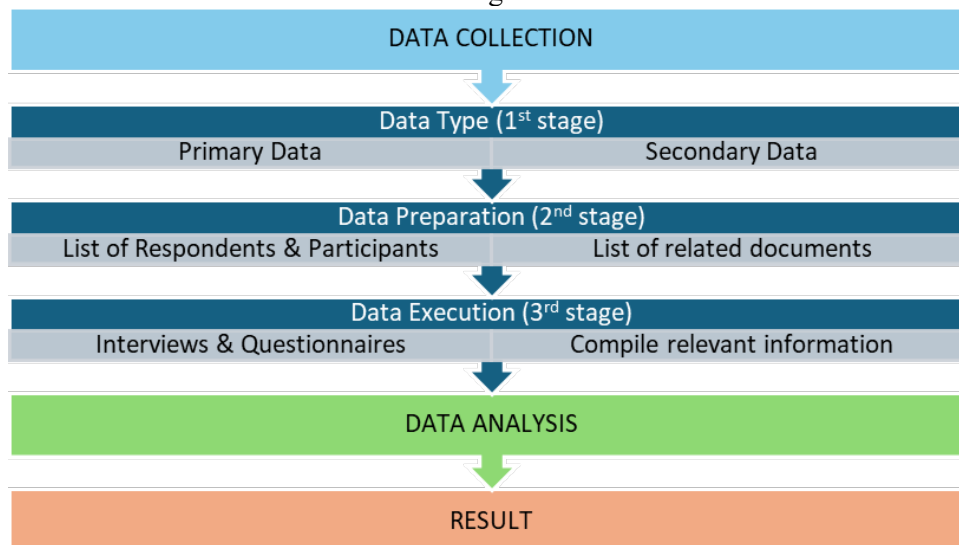 DATA COLLECTION
Data Type (1st stage)
Primary Data Secondary Data
Data Preparation (2nd stage)
List of Respondents & Participants List of related documents
Data Execution (3rd stage)
Interviews & Questionnaires Compile relevant information
DATA ANALYSIS
RESULT